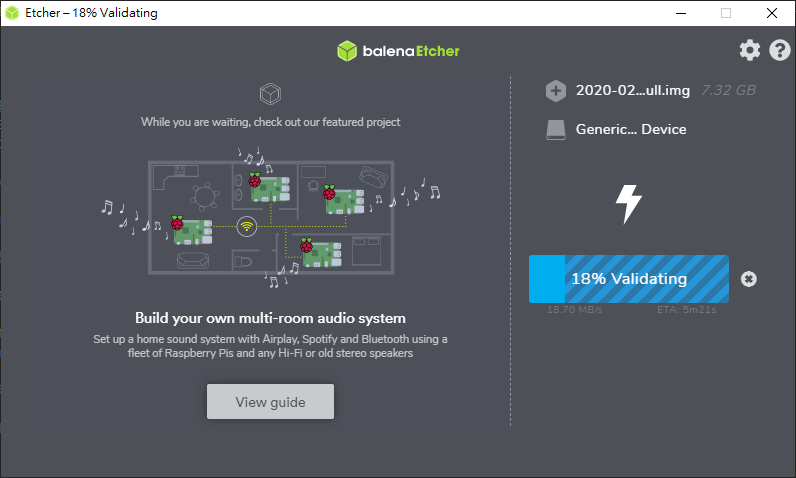 Etcher – 18% Validating
balenaEtcher
While you are waiting, check out our featured project
Build your own multi-room audio system
Set up a home sound system with Airplay, Spotify and Bluetooth using a
fleet of Raspberry Pis and any Hi-Fi or old stereo speakers
View guide
2020-02...ull.img 7.32 GB
Generic... Device
18% Validating
18.70 MB/s ETA: 5m21s